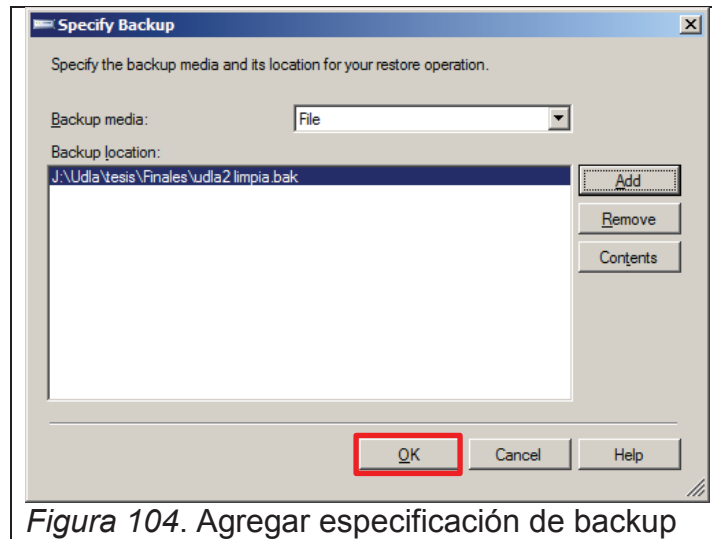 Specify Backup
Specify the backup media and its location for your restore operation.
Backup media:
File
Backup location:
J:\Udla\tesis\Finales\udla2 limpia.bak
Add
Remove
Contents
OK Cancel Help
Figura 104. Agregar especificación de backup